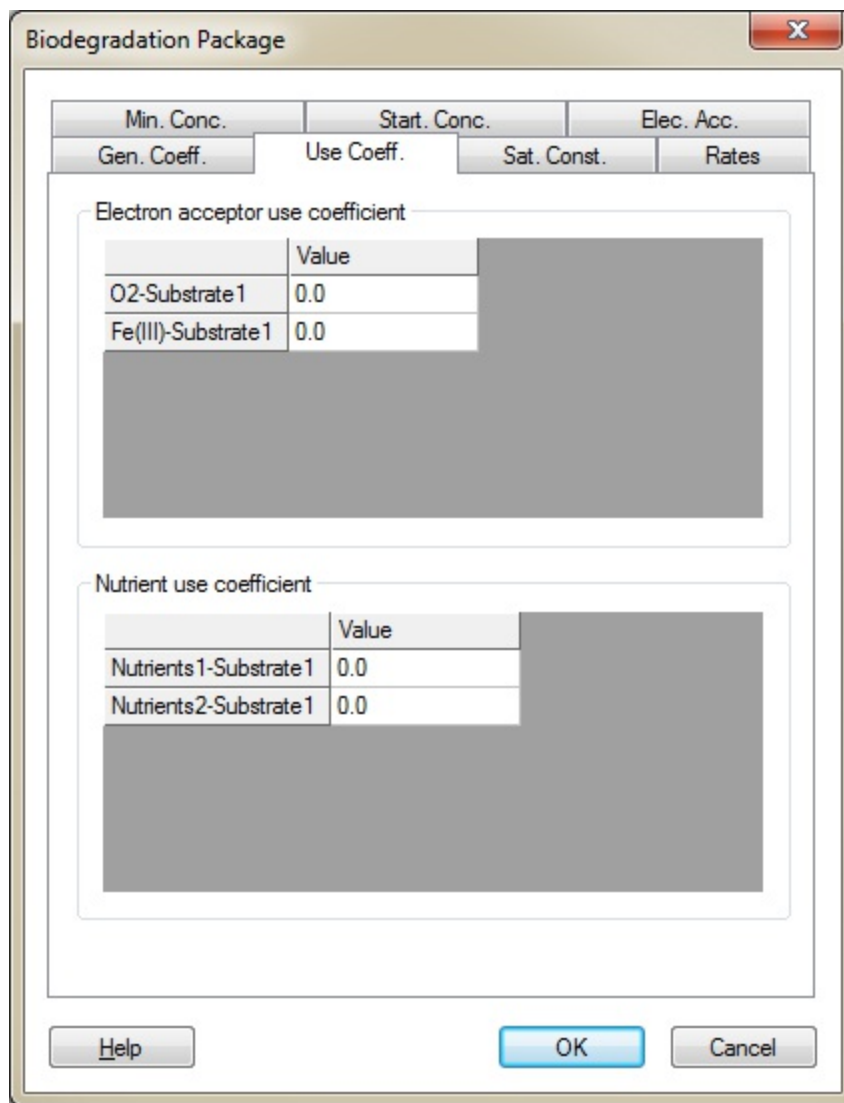 Biodegradation Package
X
Min. Conc. Start. Conc. Elec. Acc.
Gen. Coeff. Use Coeff. Sat. Const. Rates
Electron acceptor use coefficient
Value
O2-Substrate1 0.0
Fe(III)-Substrate1 0.0
Nutrient use coefficient
Value
Nutrients1-Substrate1 0.0
Nutrients2-Substrate1 0.0
Help OK Cancel